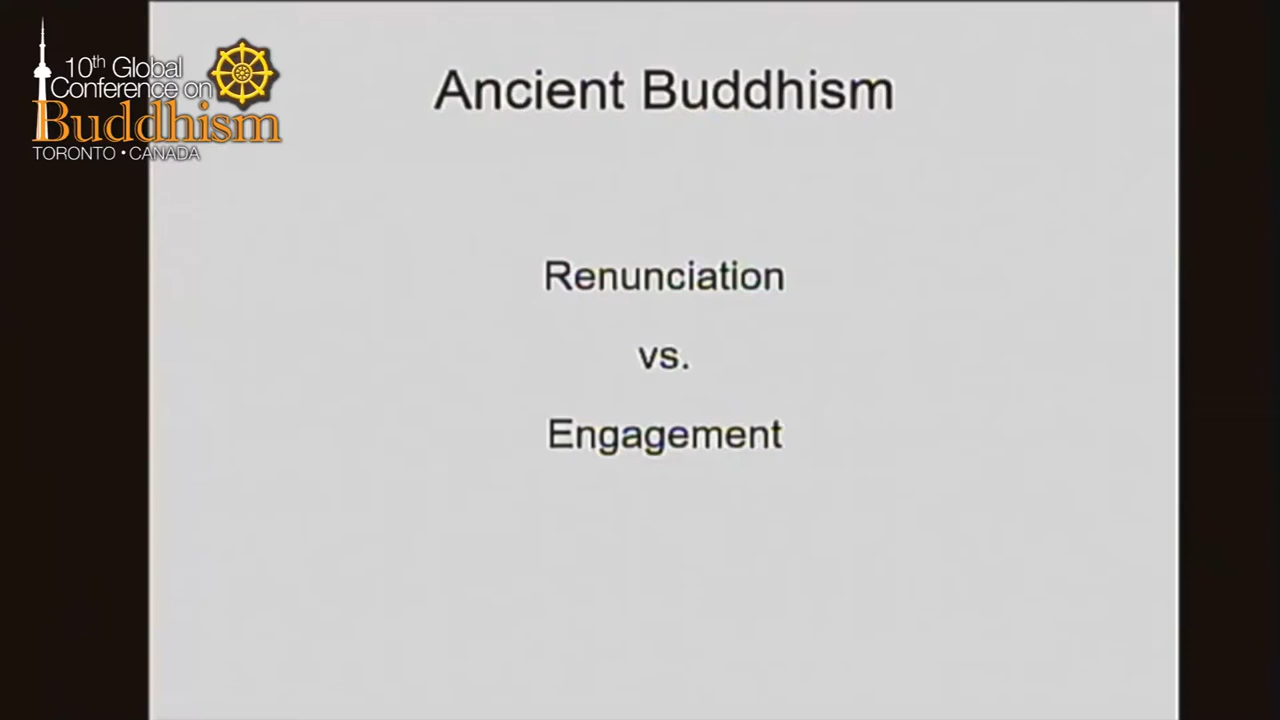 10th Global
Conference on
Buddhism
TORONTO • CANADA
Ancient Buddhism
Renunciation
vs.
Engagement